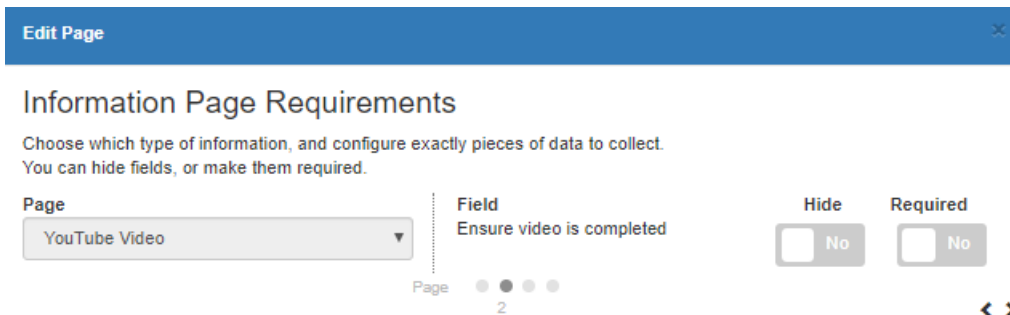 Edit Page
Information Page Requirements
Choose which type of information, and configure exactly pieces of data to collect.
You can hide fields, or make them required.
Page
Field
Hide
Required
YouTube Video
Ensure video is completed
No
No
Page
2